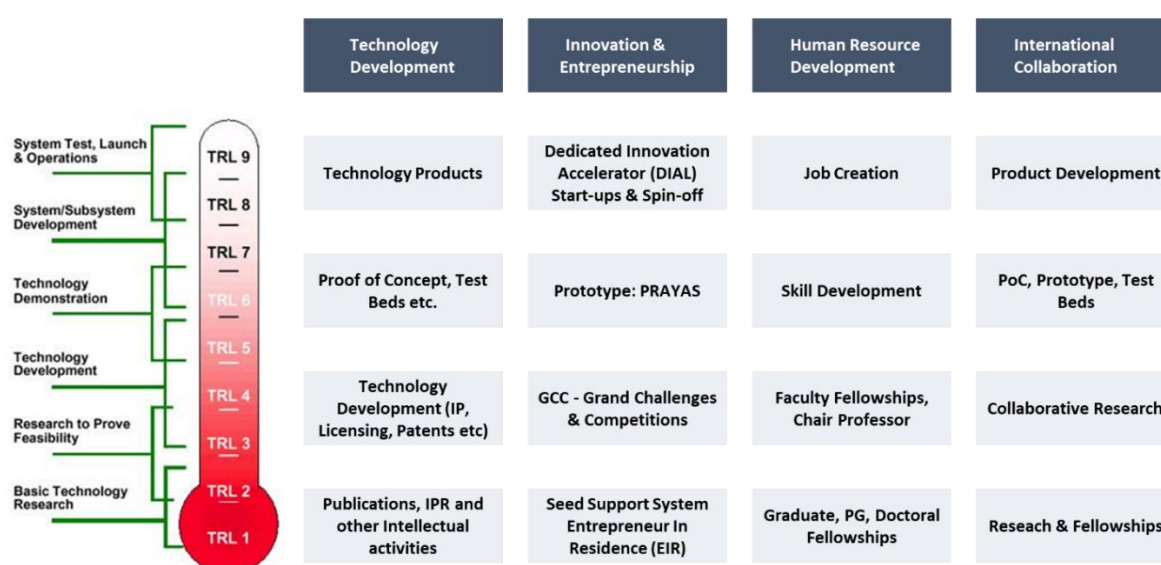 Technology
Development
Innovation &
Entrepreneurship
Human Resource
Development
International
Collaboration
System Test, Launch
& Operations
System/Subsystem
Development
Technology
Demonstration
Technology
Development
Research to Prove
Feasibility
Basic Technology
Research
TRL 9
TRL 8
TRL 7
TRL 6
TRL 5
TRL 4
TRL 3
TRL 2
TRL 1
Technology Products
Dedicated Innovation
Accelerator (DIAL)
Start-ups & Spin-off
Job Creation
Product Development
Proof of Concept, Test
Beds etc.
Prototype: PRAYAS
Skill Development
PoC, Prototype, Test
Beds
Technology
Development (IP,
Licensing, Patents etc)
GCC - Grand Challenges
& Competitions
Faculty Fellowships,
Chair Professor
Collaborative Research
Publications, IPR and
other Intellectual
activities
Seed Support System
Entrepreneur In
Residence (EIR)
Graduate, PG, Doctoral
Fellowships
Reseach & Fellowships